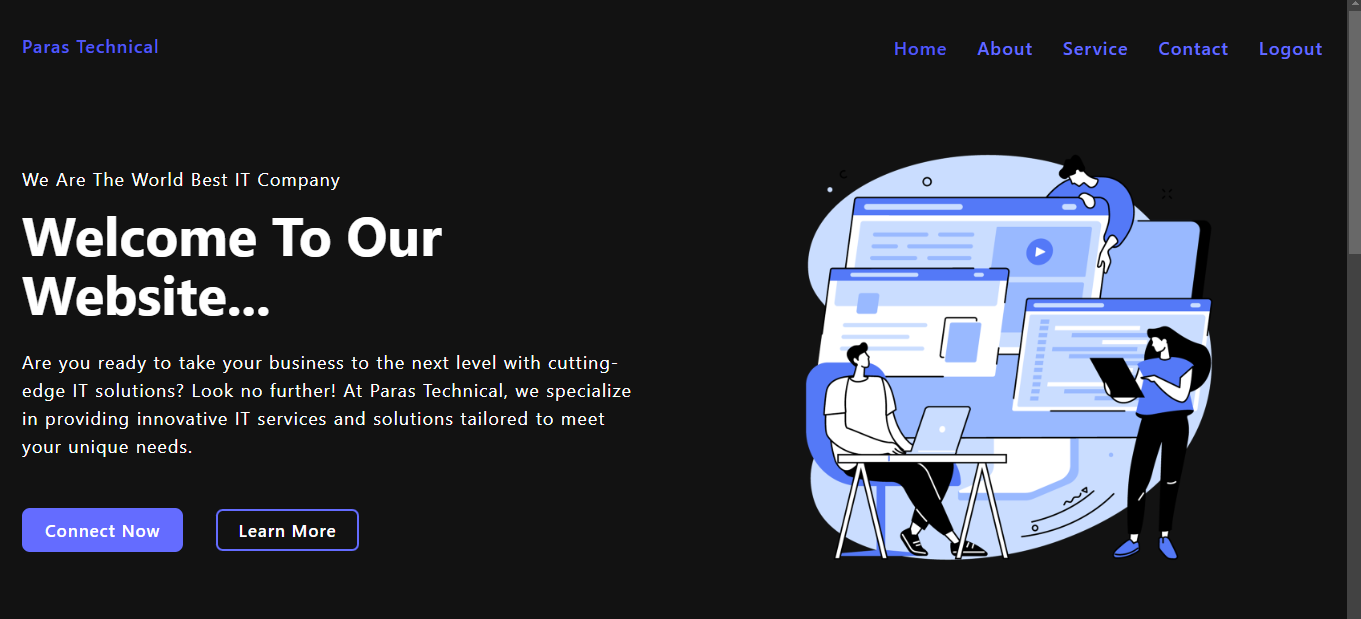 Paras Technical
Home About Service Contact Logout
We Are The World Best IT Company
Welcome To Our
Website...
Are you ready to take your business to the next level with cutting-
edge IT solutions? Look no further! At Paras Technical, we specialize
in providing innovative IT services and solutions tailored to meet
your unique needs.
Connect Now Learn More